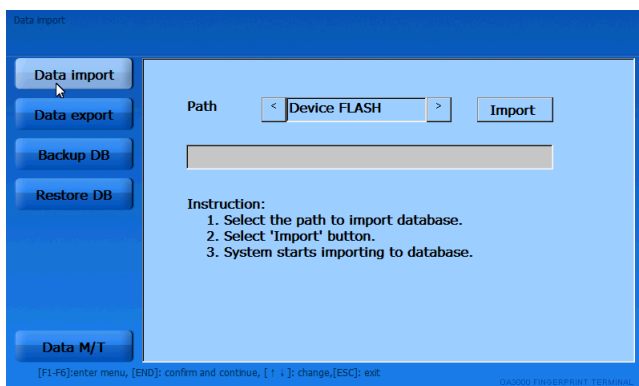 Data import
Data import
Data export
Backup DB
Restore DB
Data M/T
Path < Device FLASH > Import
Instruction:
1. Select the path to import database.
2. Select 'Import' button.
3. System starts importing to database.
[F1-F6]:enter menu, [END]: confirm and continue, [ ↑ ↓ ]: change,[ESC]: exit
OA3000 FINGERPRINT TERMINAL